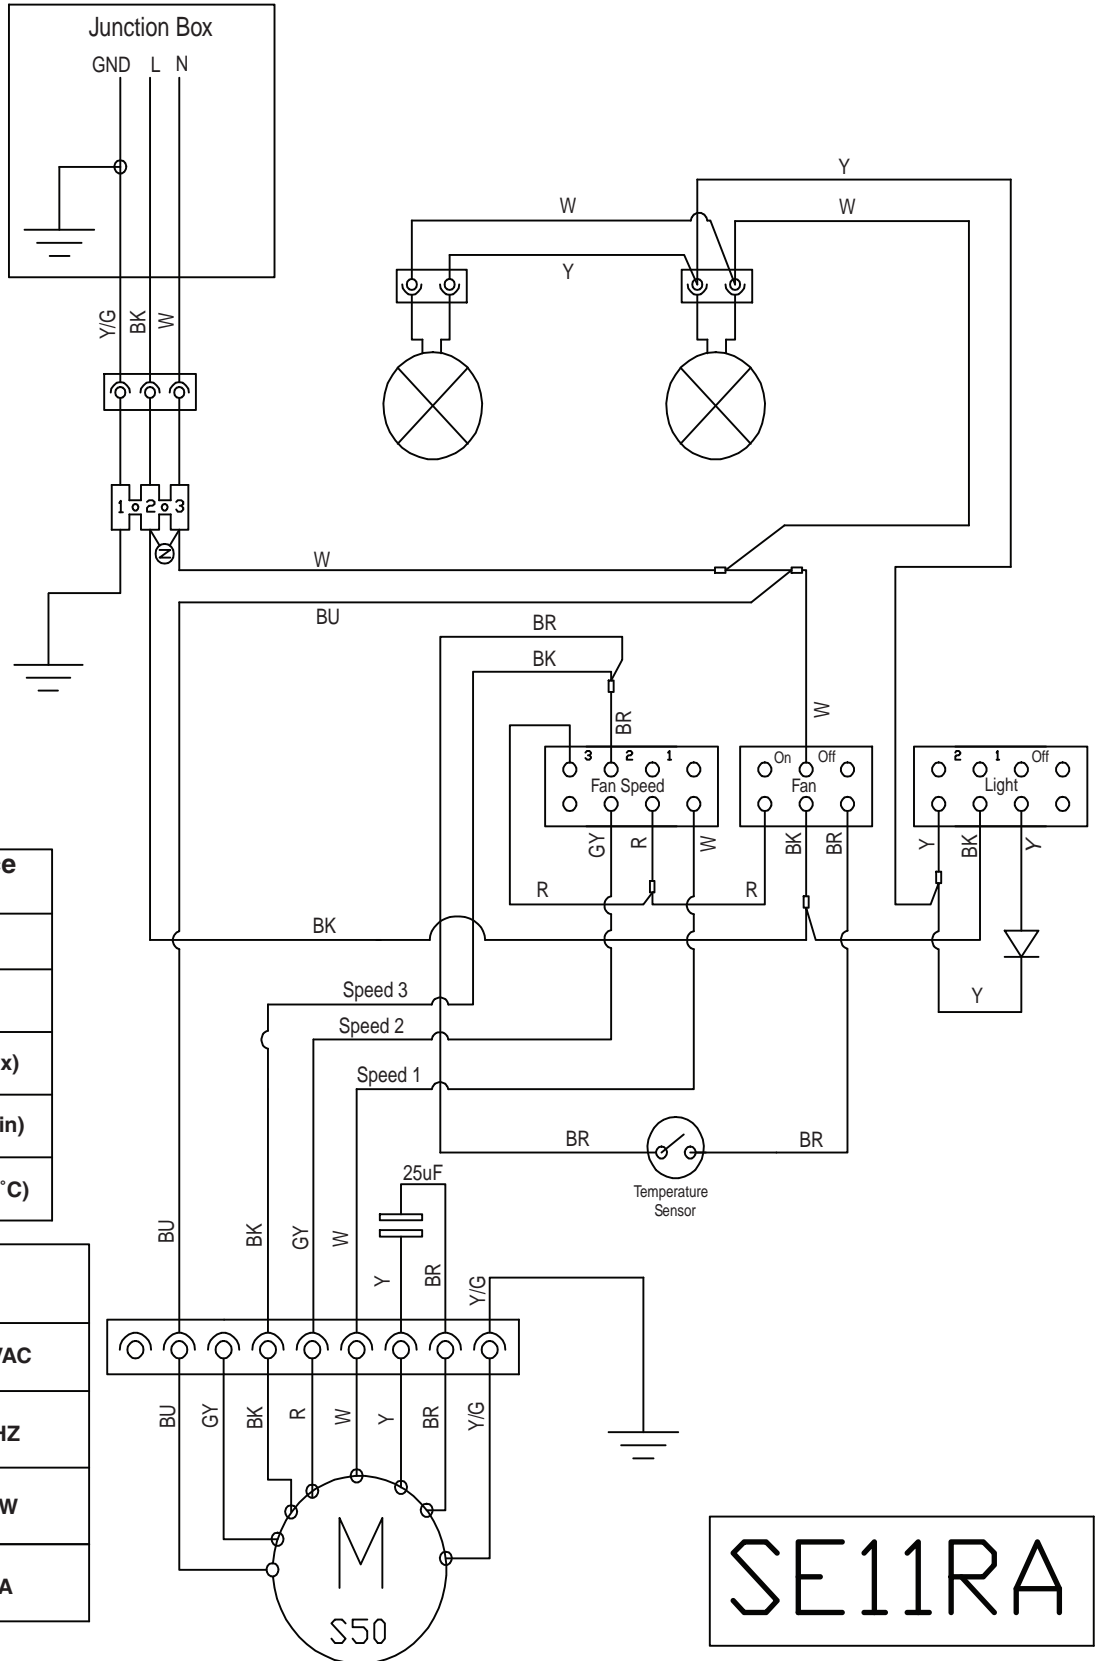 Junction Box
GND L N
Y/G BK W
1 2 3
N
Y
W
W
Y
W
BU
BR
BK
BR
W
3 2 1
Fan Speed
On Off
Fan
2 1 Off
Light
GY R W
BK BR
Y BK Y
R
R
BK
Y
Speed 3
Speed 2
Speed 1
BR
BR
Temperature
Sensor
25uF
BU BK GY W Y BR Y/G
BU GY BK R W Y BR Y/G
M
S50
SE11RA
x)
in)
°C)
VAC
HZ
W
A